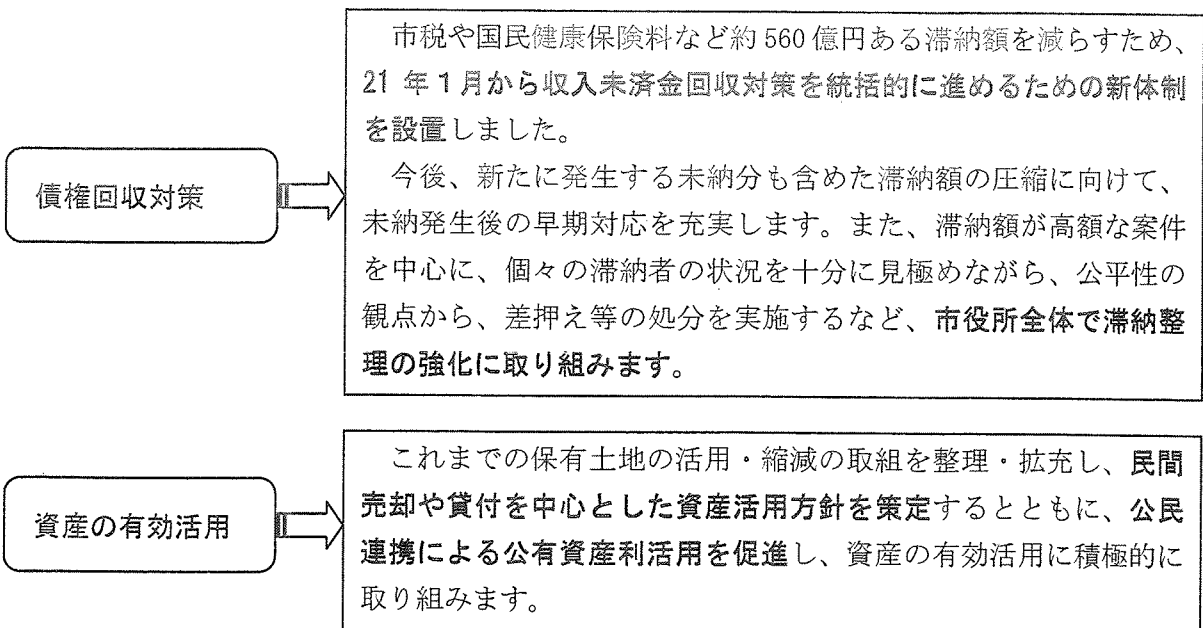 債権回収対策
市税や国民健康保険料など約560億円ある滞納額を減らすため、
21年1月から収入未済金回収対策を統括的に進めるための新体制
を設置しました。
今後、新たに発生する未納分も含めた滞納額の圧縮に向けて、
未納発生後の早期対応を充実します。また、滞納額が高額な案件
を中心に、個々の滞納者の状況を十分に見極めながら、公平性の
観点から、差押え等の処分を実施するなど、市役所全体で滞納整
理の強化に取り組みます。
資産の有効活用
これまでの保有土地の活用・縮減の取組を整理・拡充し、民間
売却や貸付を中心とした資産活用方針を策定するとともに、公民
連携による公有資産利活用を促進し、資産の有効活用に積極的に
取り組みます。